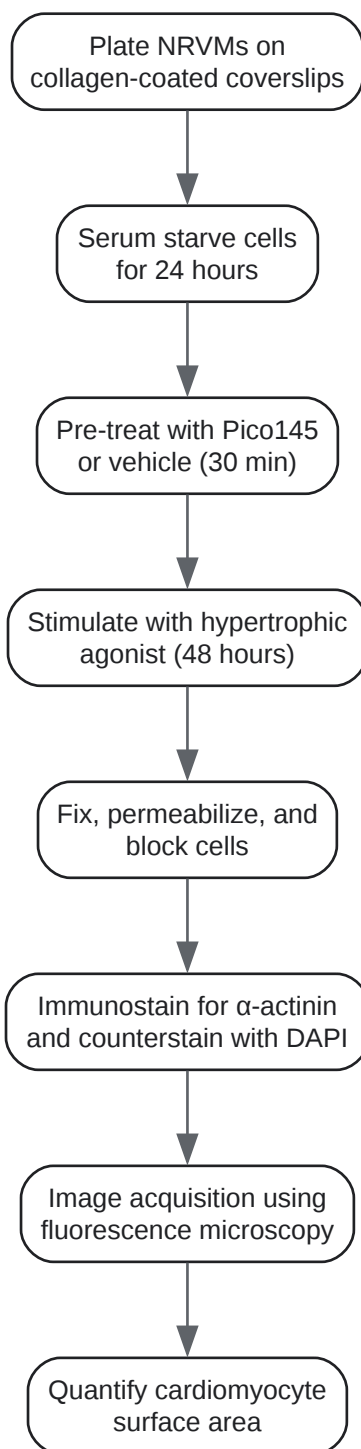 Plate NRVMs on
collagen-coated coverslips
Serum starve cells
for 24 hours
Pre-treat with Pico145
or vehicle (30 min)
Stimulate with hypertrophic
agonist (48 hours)
Fix, permeabilize, and
block cells
Immunostain for α-actinin
and counterstain with DAPI
Image acquisition using
fluorescence microscopy
Quantify cardiomyocyte
surface area